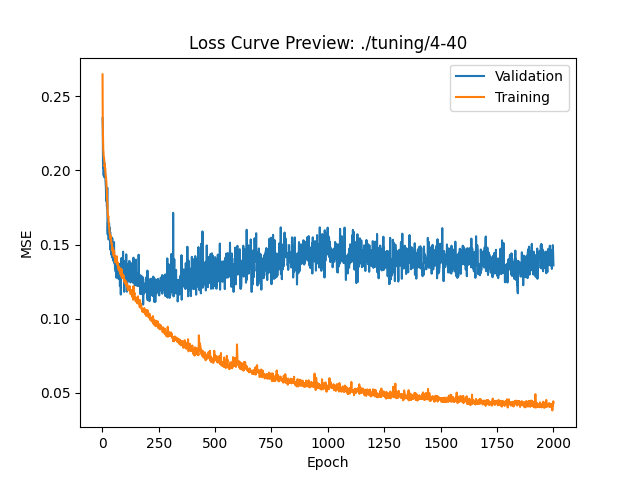 Loss Curve Preview: ./tuning/4-40
Validation
Training
MSE
0.25
0.20
0.15
0.10
0.05
0 250 500 750 1000 1250 1500 1750 2000
Epoch